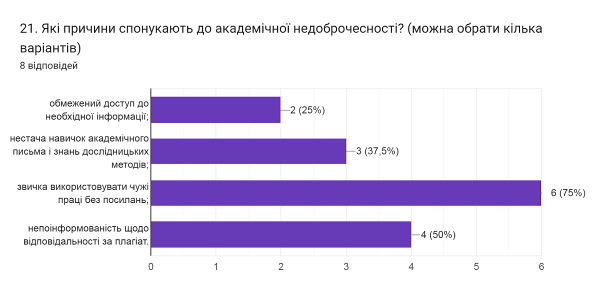 21. Які причини спонукають до академічної недоброчесності? (можна обрати кілька
варіантів)
8 відповідей
обмежений доступ до
необхідної інформації;
2 (25%)
нестача навичок академічного
письма і знань дослідницьких
методів;
3 (37,5%)
звичка використовувати чужі
праці без посилань;
6 (75%)
непоінформованість щодо
відповідальності за плагіат.
4 (50%)
0 1 2 3 4 5 6